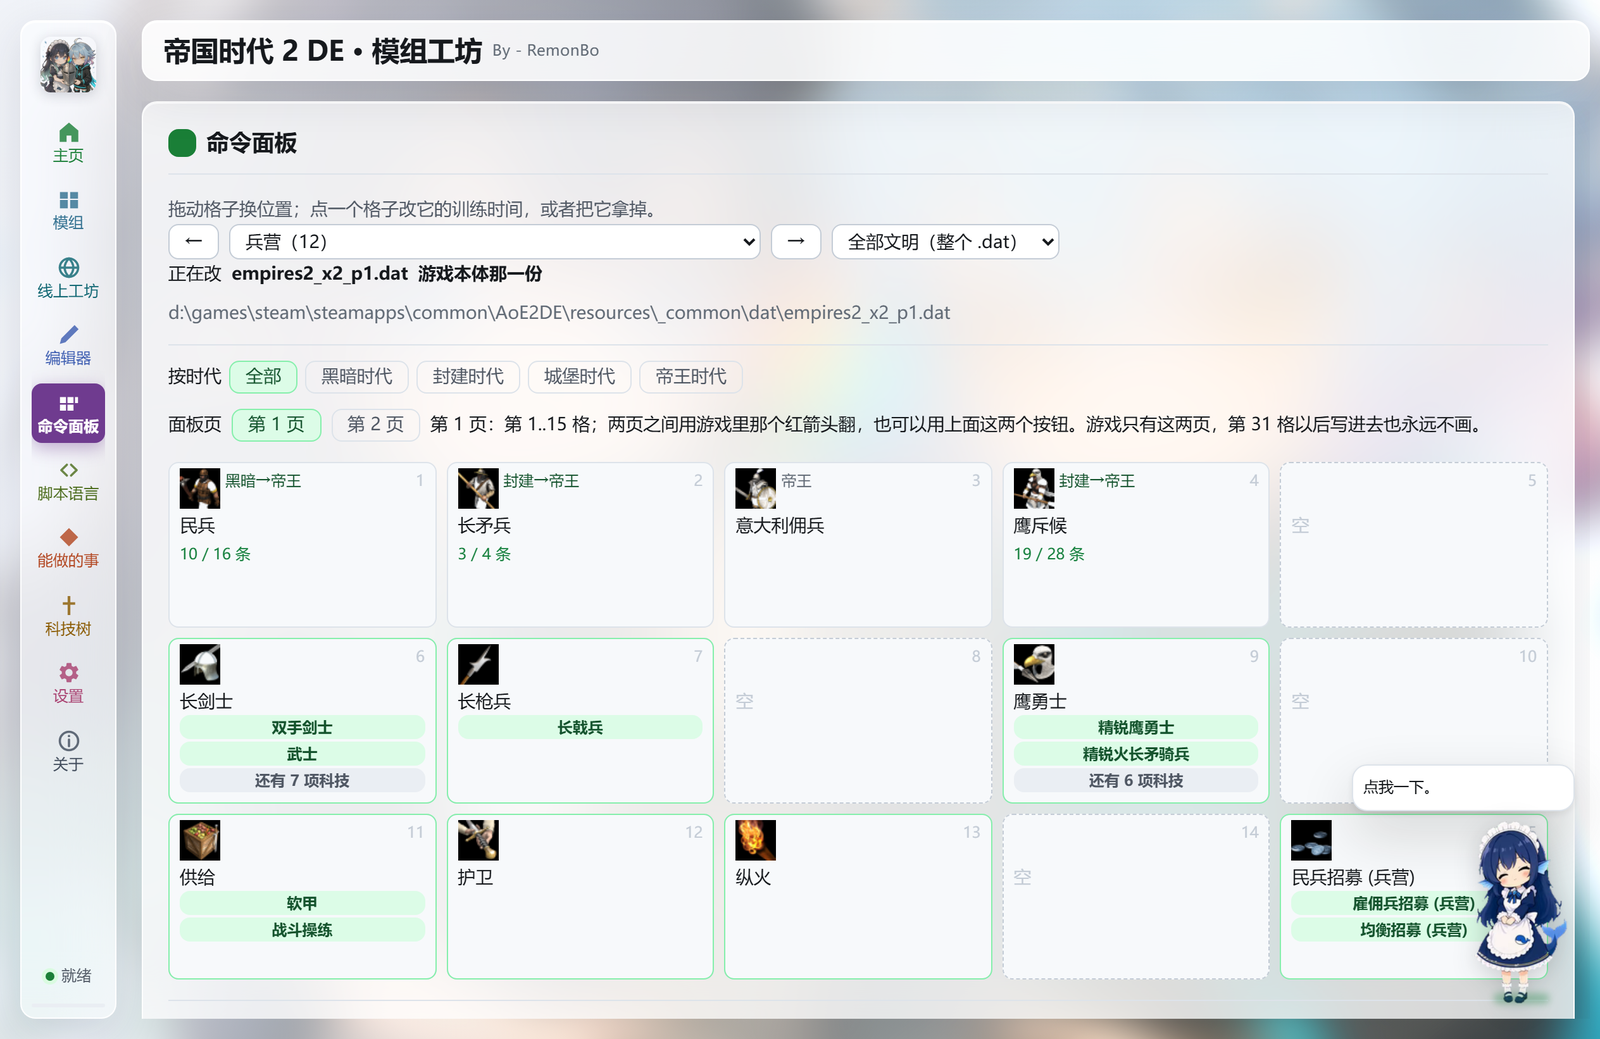 帝国时代 2 DE • 模组工坊 By - RemonBo
主页
模组
线上工坊
编辑器
命令面板
脚本语言
能做的事
科技树
设置
关于
就绪
命令面板
拖动格子换位置；点一个格子改它的训练时间，或者把它拿掉。
← 兵营（12） → 全部文明（整个 .dat）
正在改 empires2_x2_p1.dat 游戏本体那一份
d:\games\steam\steamapps\common\AoE2DE\resources\_common\dat\empires2_x2_p1.dat
按时代 全部 黑暗时代 封建时代 城堡时代 帝王时代
面板页 第 1 页 第 2 页 第 1 页：第 1..15 格；两页之间用游戏里那个红箭头翻，也可以用上面这两个按钮。游戏只有这两页，第 31 格以后写进去也永远不画。
黑暗→帝王 1
民兵
10 / 16 条
封建→帝王 2
长矛兵
3 / 4 条
帝王 3
意大利佣兵
封建→帝王 4
鹰斥候
19 / 28 条
5
空
6
长剑士
双手剑士
武士
还有 7 项科技
7
长枪兵
长戟兵
8
空
9
鹰勇士
精锐鹰勇士
精锐火长矛骑兵
还有 6 项科技
10
空
11
供给
软甲
战斗操练
12
护卫
13
纵火
14
空
民兵招募 (兵营)
雇佣兵招募 (兵营)
均衡招募 (兵营)
点我一下。